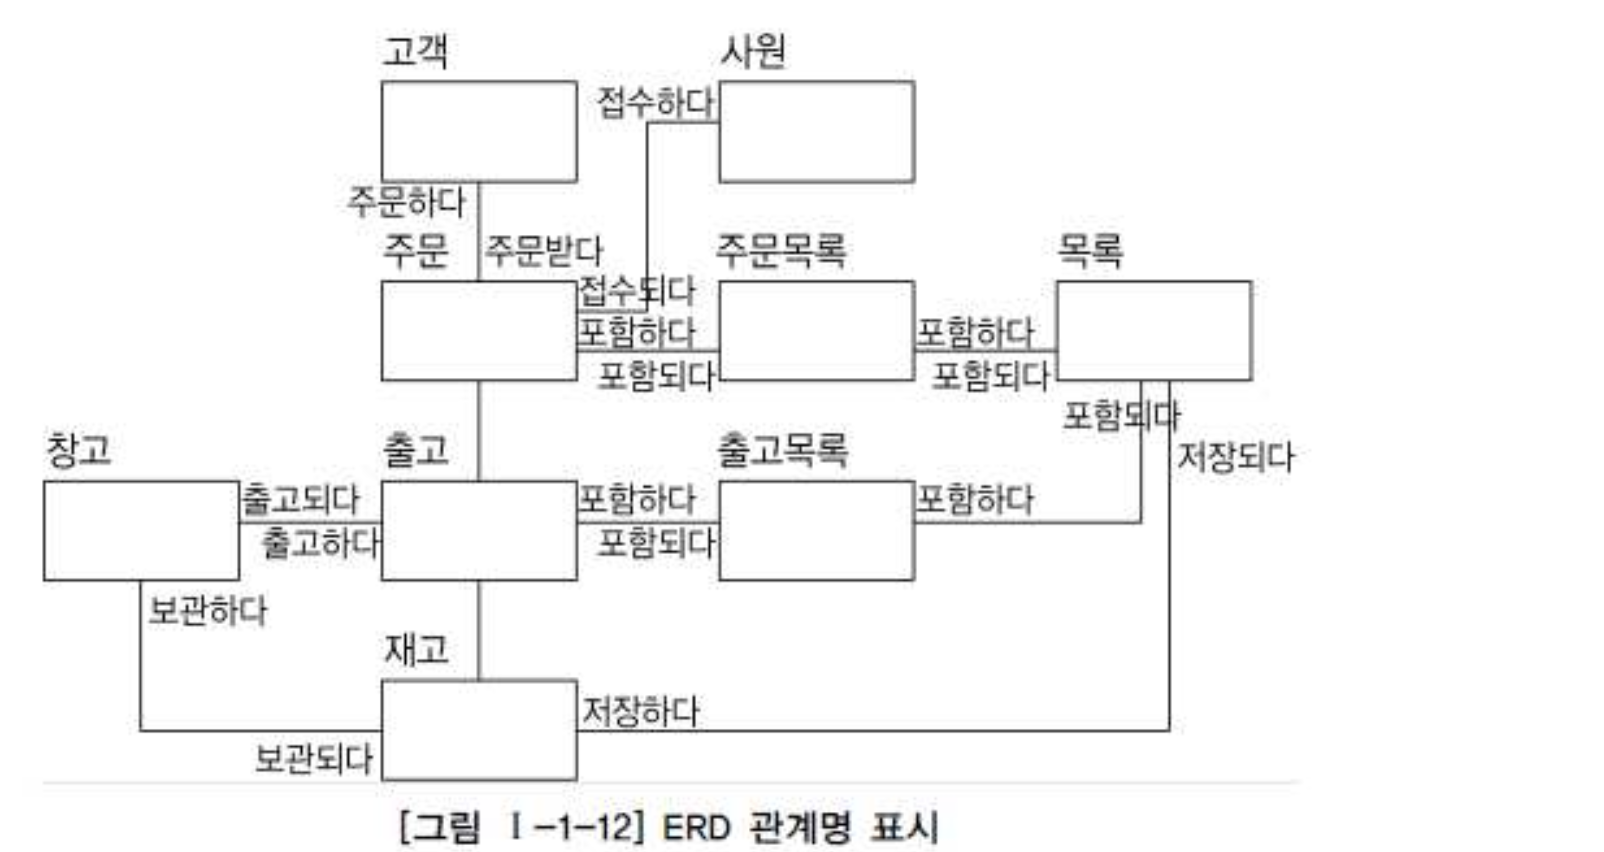 고객
사원
접수하다
주문하다
주문
주문받다
주문목록
목록
접수되다
포함하다
포함하다
포함되다
포함되다
포함되다
창고
출고
출고목록
저장되다
출고되다
포함하다
포함하다
출고하다
포함되다
보관하다
재고
저장하다
보관되다
[그림 Ⅰ-1-12] ERD 관계명 표시